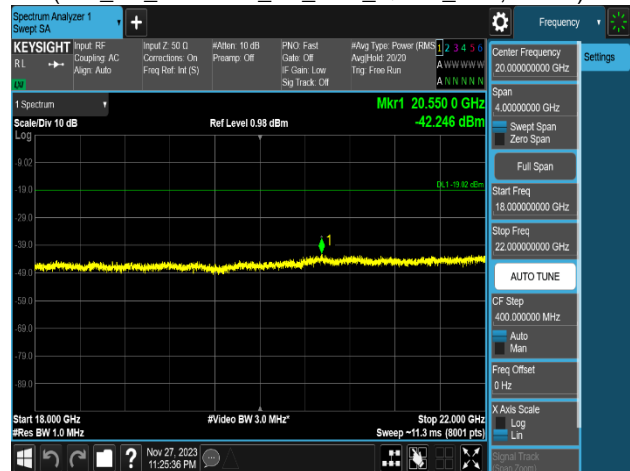 Spectrum Analyzer 1
Swept SA
Frequency
KEYSIGHT
RL
Input: RF
Coupling: AC
Align: Auto
Input Z: 50 Ω
Corrections: On
Freq Ref: Int (S)
#Atten: 10 dB
Preamp: Off
PNO: Fast
Gate: Off
IF Gain: Low
Sig Track: Off
#Avg Type: Power (RMS
Avg|Hold: 20/20
Trig: Free Run
1 2 3 4 5 6
A W W W W W
A N N N N N
LXI
1 Spectrum
Scale/Div 10 dB
Log
Ref Level 0.98 dBm
Mkr1 20.550 0 GHz
-42.246 dBm
-9.02
-19.0
-29.0
-39.0
-49.0
-59.0
-69.0
-79.0
-89.0
DL1 -19.02 dBm
1
Start 18.000 GHz
#Res BW 1.0 MHz
#Video BW 3.0 MHz*
Stop 22.000 GHz
Sweep ~11.3 ms (8001 pts)
Nov 27, 2023
11:25:36 PM
Center Frequency
20.000000000 GHz
Span
4.00000000 GHz
Swept Span
Zero Span
Full Span
Start Freq
18.000000000 GHz
Stop Freq
22.000000000 GHz
AUTO TUNE
CF Step
400.000000 MHz
Auto
Man
Freq Offset
0 Hz
X Axis Scale
Log
Lin
Signal Track
(Span Zoom)
Settings